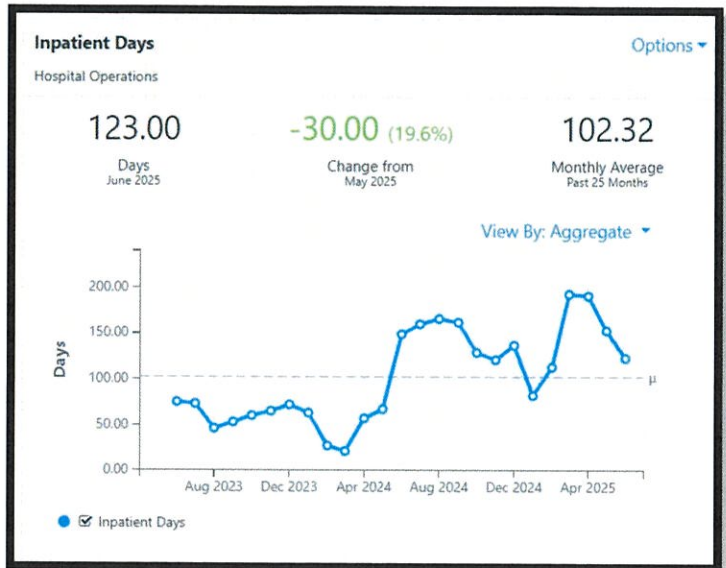 Inpatient Days
Options
Hospital Operations
123.00
Days
June 2025
-30.00 (19.6%)
Change from
May 2025
102.32
Monthly Average
Past 25 Months
View By: Aggregate
Days
200.00
150.00
100.00
50.00
0.00
μ
Aug 2023 Dec 2023 Apr 2024 Aug 2024 Dec 2024 Apr 2025
Inpatient Days